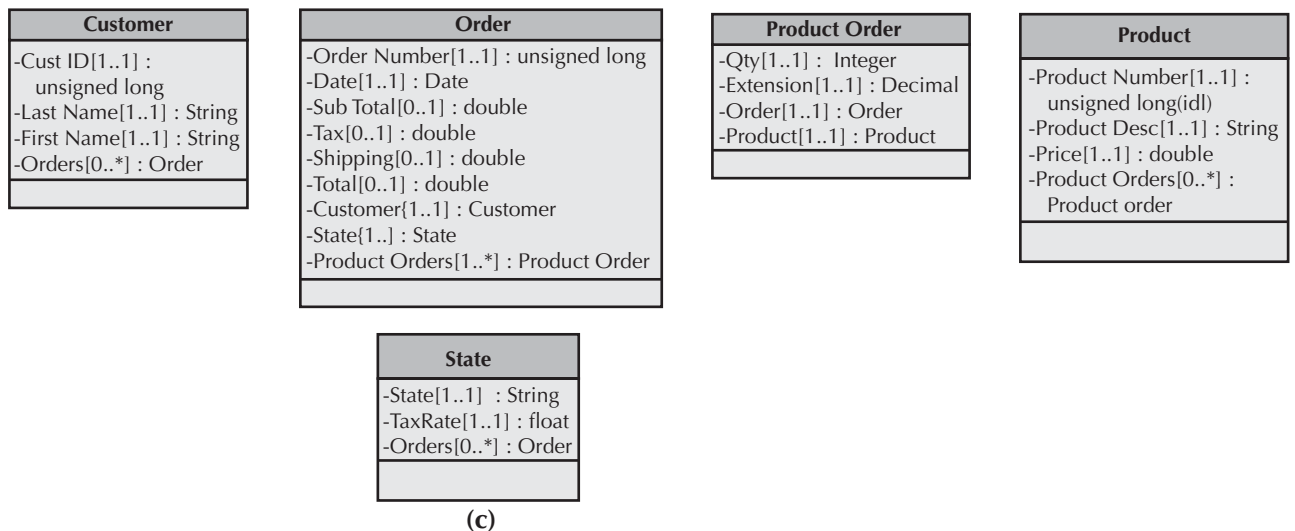 Customer
-Cust ID[1..1] :
unsigned long
-Last Name[1..1] : String
-First Name[1..1] : String
-Orders[0..*] : Order
Order
-Order Number[1..1] : unsigned long
-Date[1..1] : Date
-Sub Total[0..1] : double
-Tax[0..1] : double
-Shipping[0..1] : double
-Total[0..1] : double
-Customer{1..1] : Customer
-State{1..] : State
-Product Orders[1..*] : Product Order
Product Order
-Qty[1..1] : Integer
-Extension[1..1] : Decimal
-Order[1..1] : Order
-Product[1..1] : Product
Product
-Product Number[1..1] :
unsigned long(idl)
-Product Desc[1..1] : String
-Price[1..1] : double
-Product Orders[0..*] :
Product order
State
-State[1..1] : String
-TaxRate[1..1] : float
-Orders[0..*] : Order
(c)